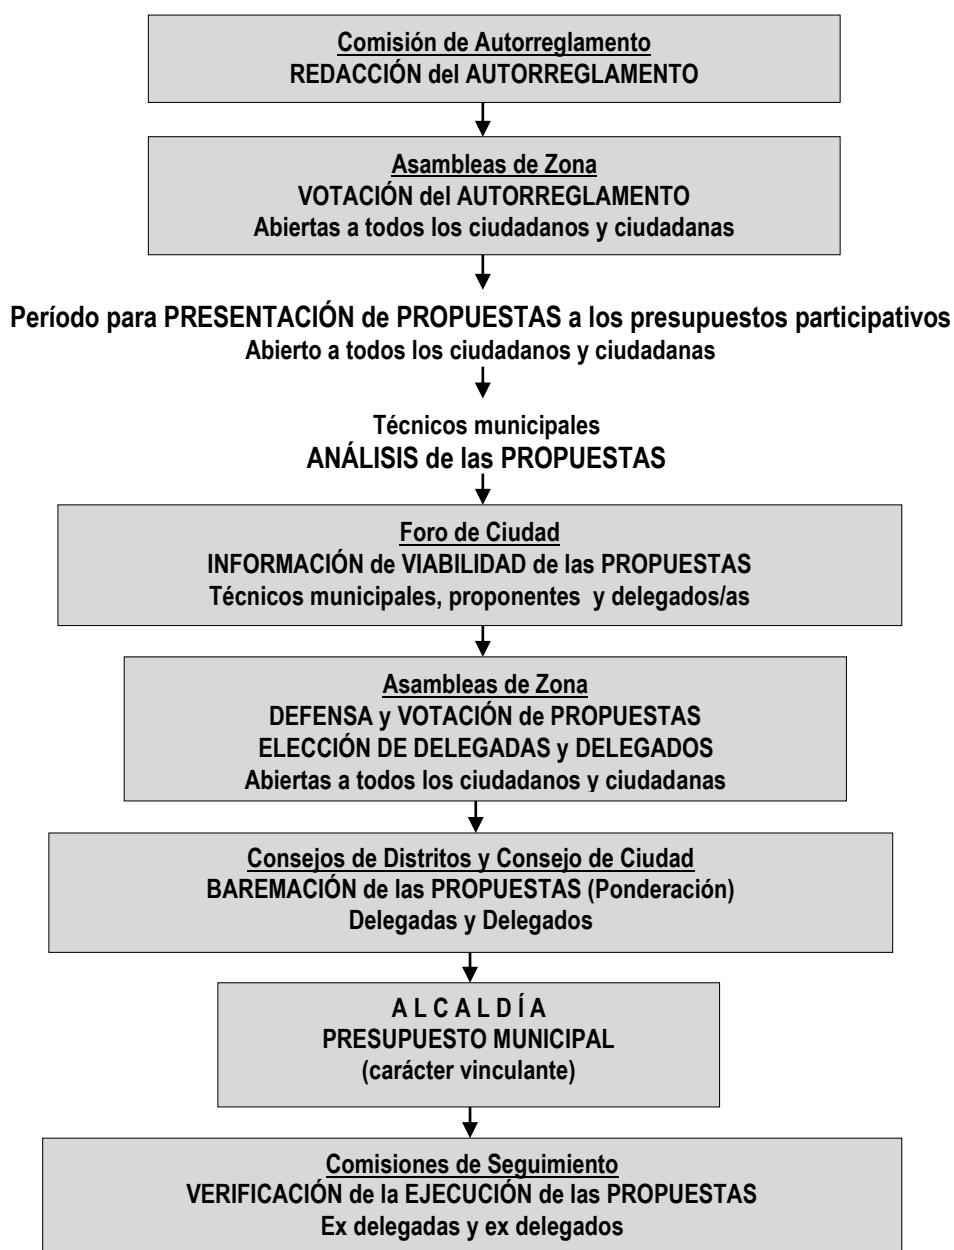 Comisión de Autorreglamento
REDACCIÓN del AUTORREGLAMENTO
Asambleas de Zona
VOTACIÓN del AUTORREGLAMENTO
Abiertas a todos los ciudadanos y ciudadanas
Período para PRESENTACIÓN de PROPUESTAS a los presupuestos participativos
Abierto a todos los ciudadanos y ciudadanas
Técnicos municipales
ANÁLISIS de las PROPUESTAS
Foro de Ciudad
INFORMACIÓN de VIABILIDAD de las PROPUESTAS
Técnicos municipales, proponentes y delegados/as
Asambleas de Zona
DEFENSA y VOTACIÓN de PROPUESTAS
ELECCIÓN DE DELEGADAS y DELEGADOS
Abiertas a todos los ciudadanos y ciudadanas
Consejos de Distritos y Consejo de Ciudad
BAREMACIÓN de las PROPUESTAS (Ponderación)
Delegadas y Delegados
A L C A L D Í A
PRESUPUESTO MUNICIPAL
(carácter vinculante)
Comisiones de Seguimiento
VERIFICACIÓN de la EJECUCIÓN de las PROPUESTAS
Ex delegadas y ex delegados